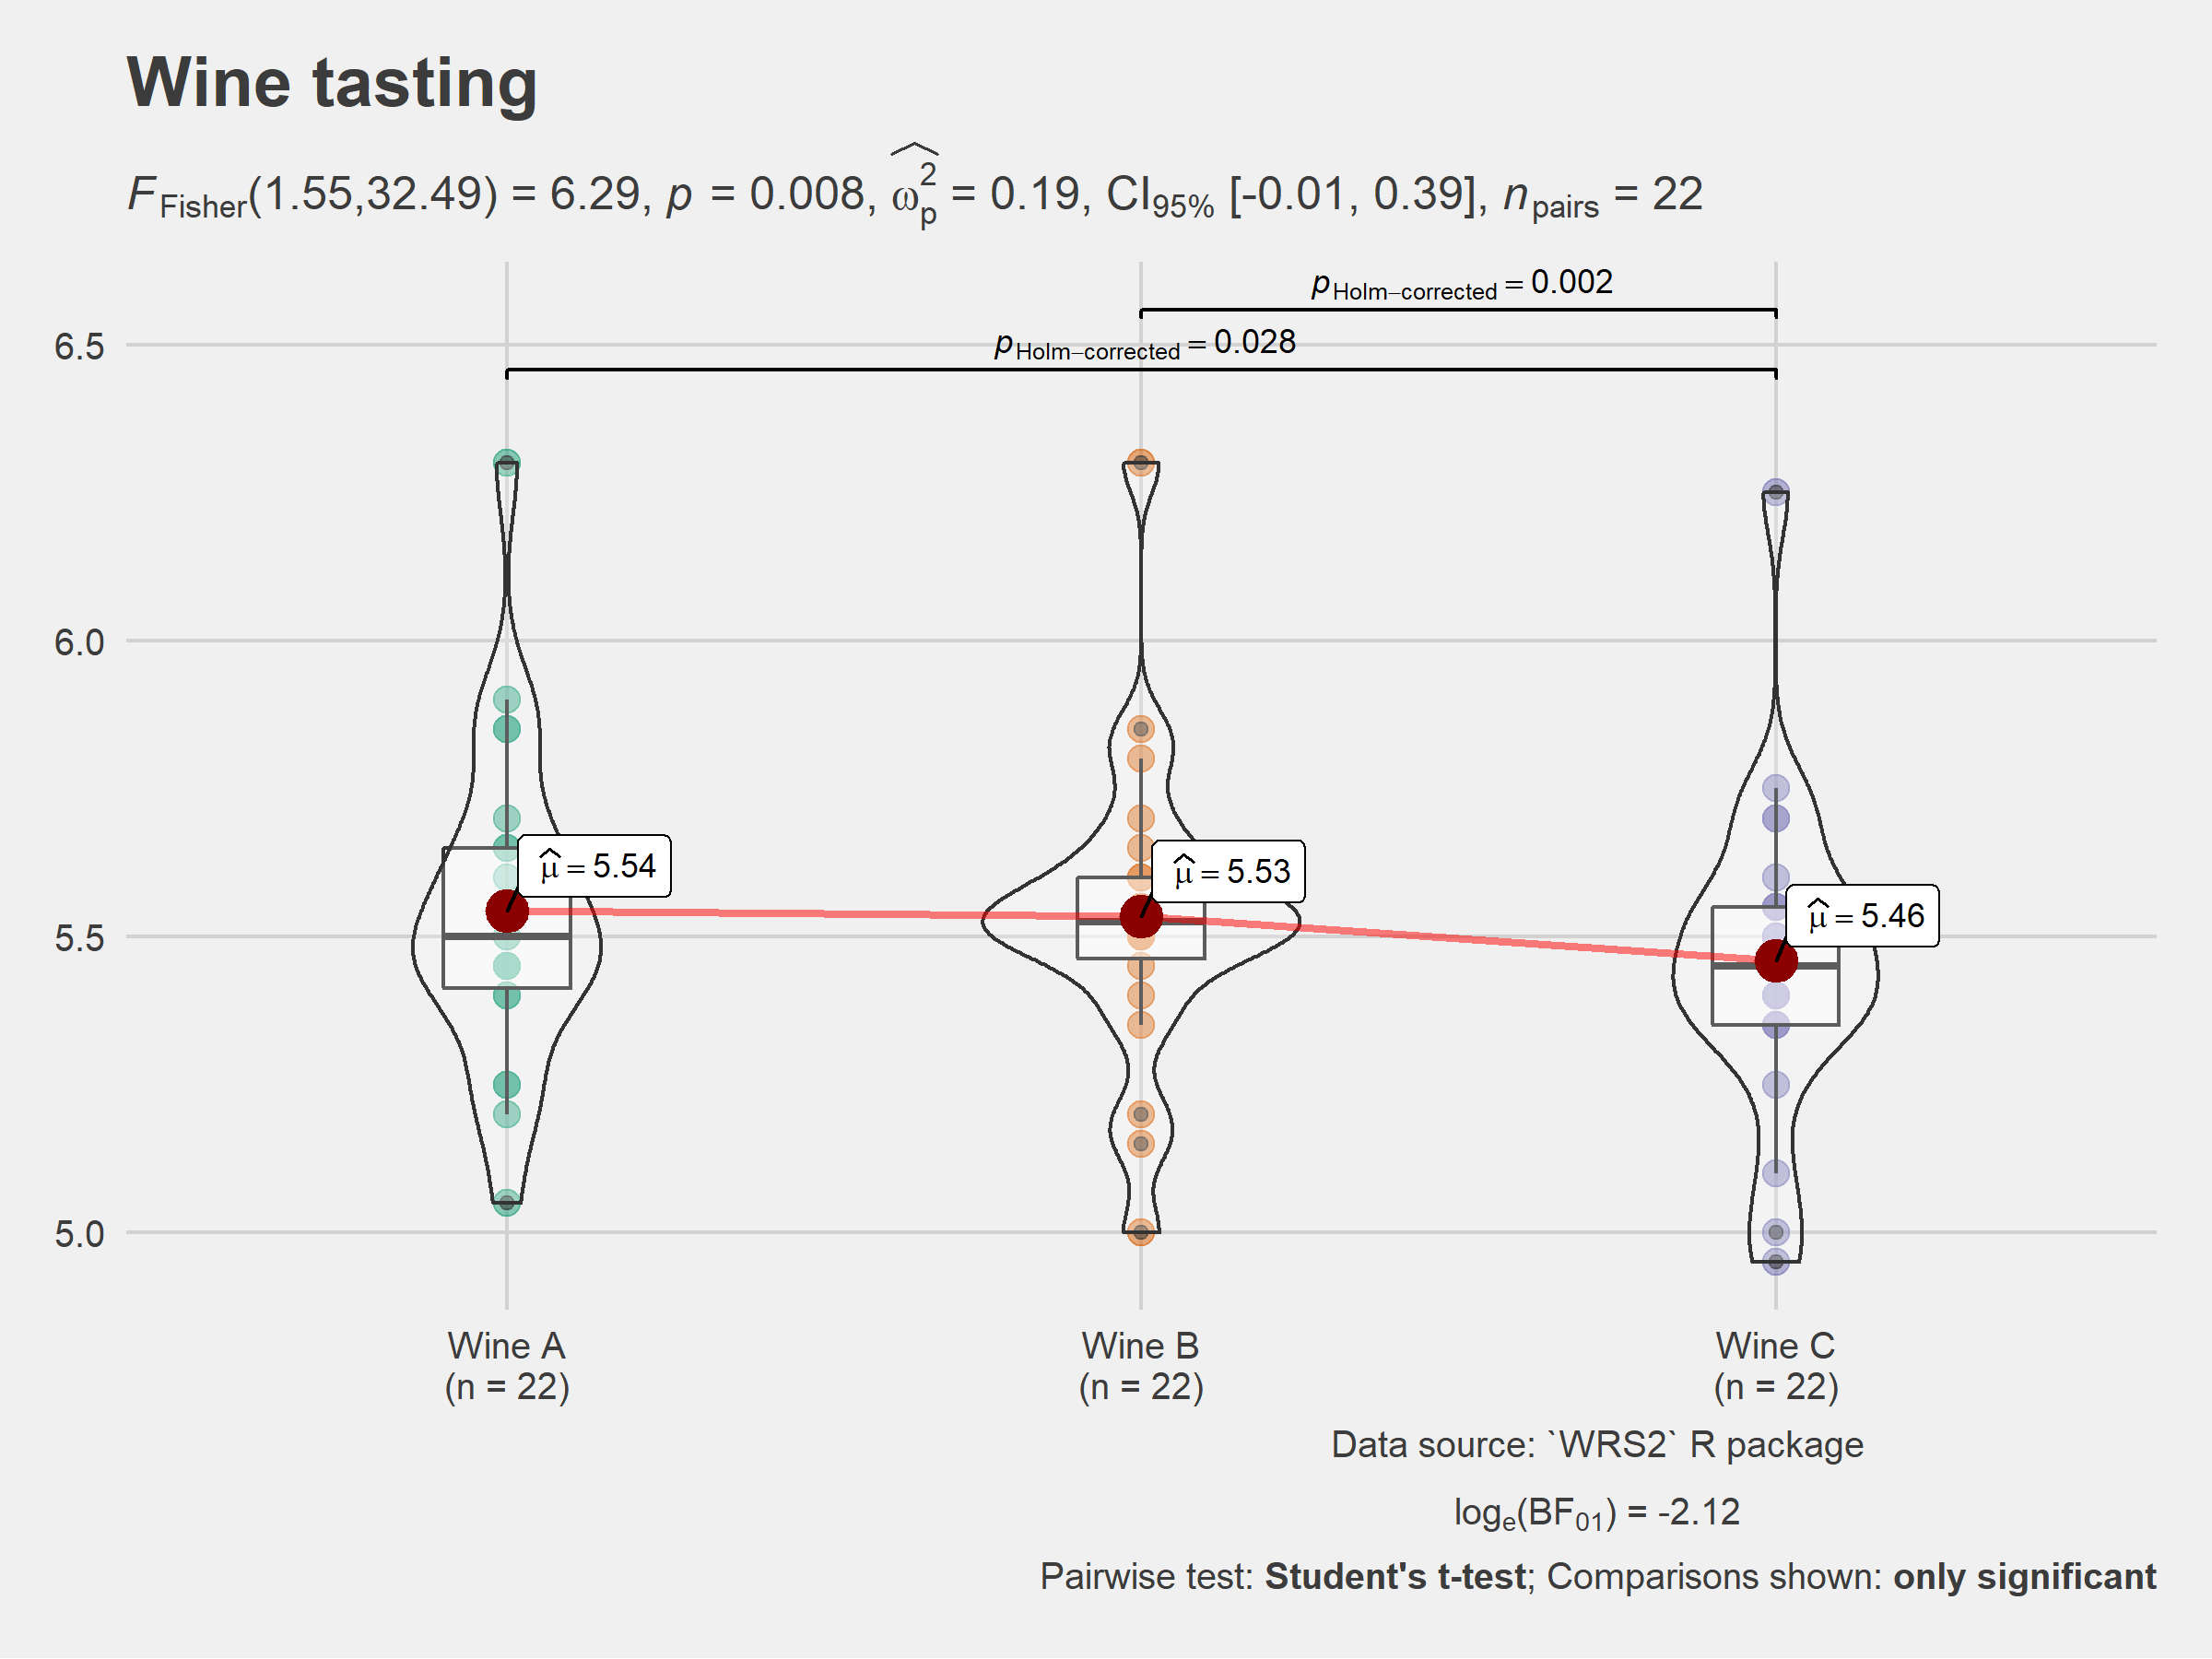 Wine tasting
F Fisher(1.55,32.49) = 6.29, p = 0.008, ω̂p² = 0.19, CI95% [-0.01, 0.39], npairs = 22
pHolm−corrected = 0.002
6.5
pHolm−corrected = 0.028
6.0
μ̂ = 5.54
μ̂ = 5.53
μ̂ = 5.46
5.5
5.0
Wine A
(n = 22)
Wine B
(n = 22)
Wine C
(n = 22)
Data source: `WRS2` R package
loge(BF01) = -2.12
Pairwise test: Student's t-test; Comparisons shown: only significant